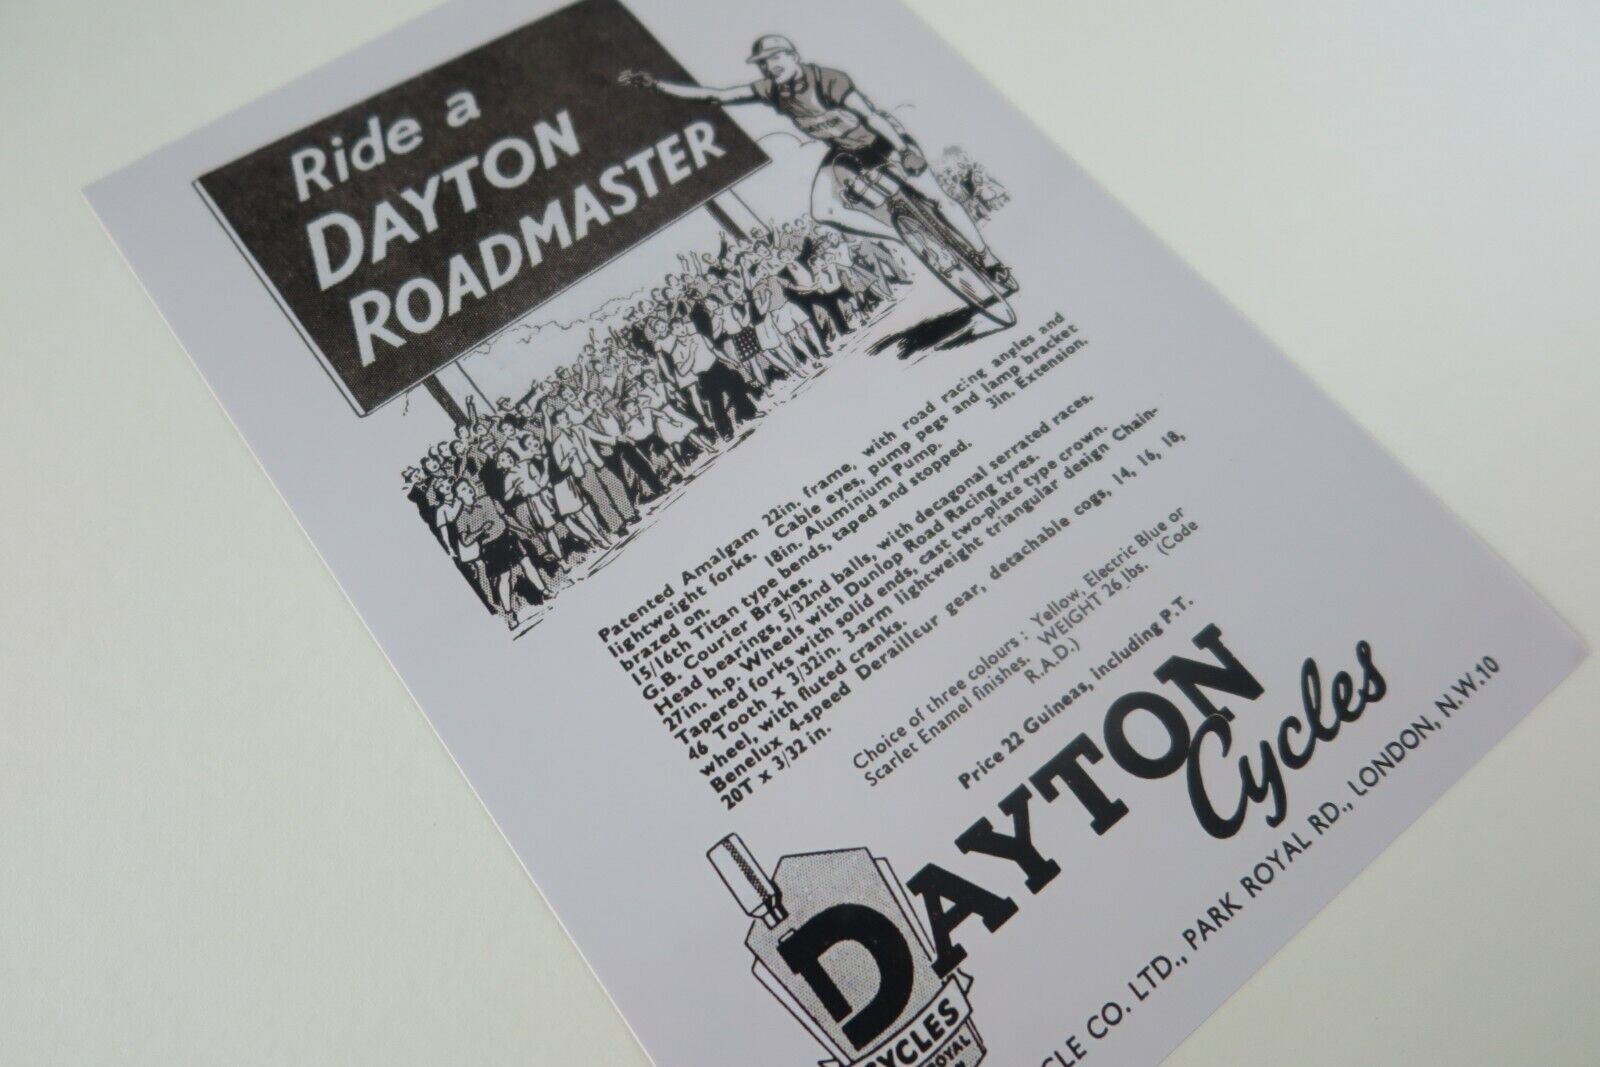 Ride a
DAYTON
ROADMASTER
Patented Amalgam 22in. frame, with road racing angles and
lightweight forks. Cable eyes, pump pegs and lamp bracket
brazed on. 18in. Aluminium Pump. 3in. Extension.
15/16th Titan type bends, taped and stopped.
G.B. Courier Brakes.
Head bearings, 5/32nd balls, with decagonal serrated races.
27in. h.p. Wheels with Dunlop Road Racing tyres.
Tapered forks with solid ends, cast two-plate type crown.
46 Tooth x 3/32in. 3-arm lightweight triangular design Chain-
wheel, with fluted cranks.
Benelux 4-speed Derailleur gear, detachable cogs, 14, 16, 18,
20T x 3/32 in.
Choice of three colours: Yellow, Electric Blue or
Scarlet Enamel finishes. WEIGHT 26 lbs. (Code
R.A.D.)
Price 22 Guineas, including P.T.
DAYTON
Cycles
CYCLES
ROYAL
CLE CO. LTD., PARK ROYAL RD., LONDON, N.W.10